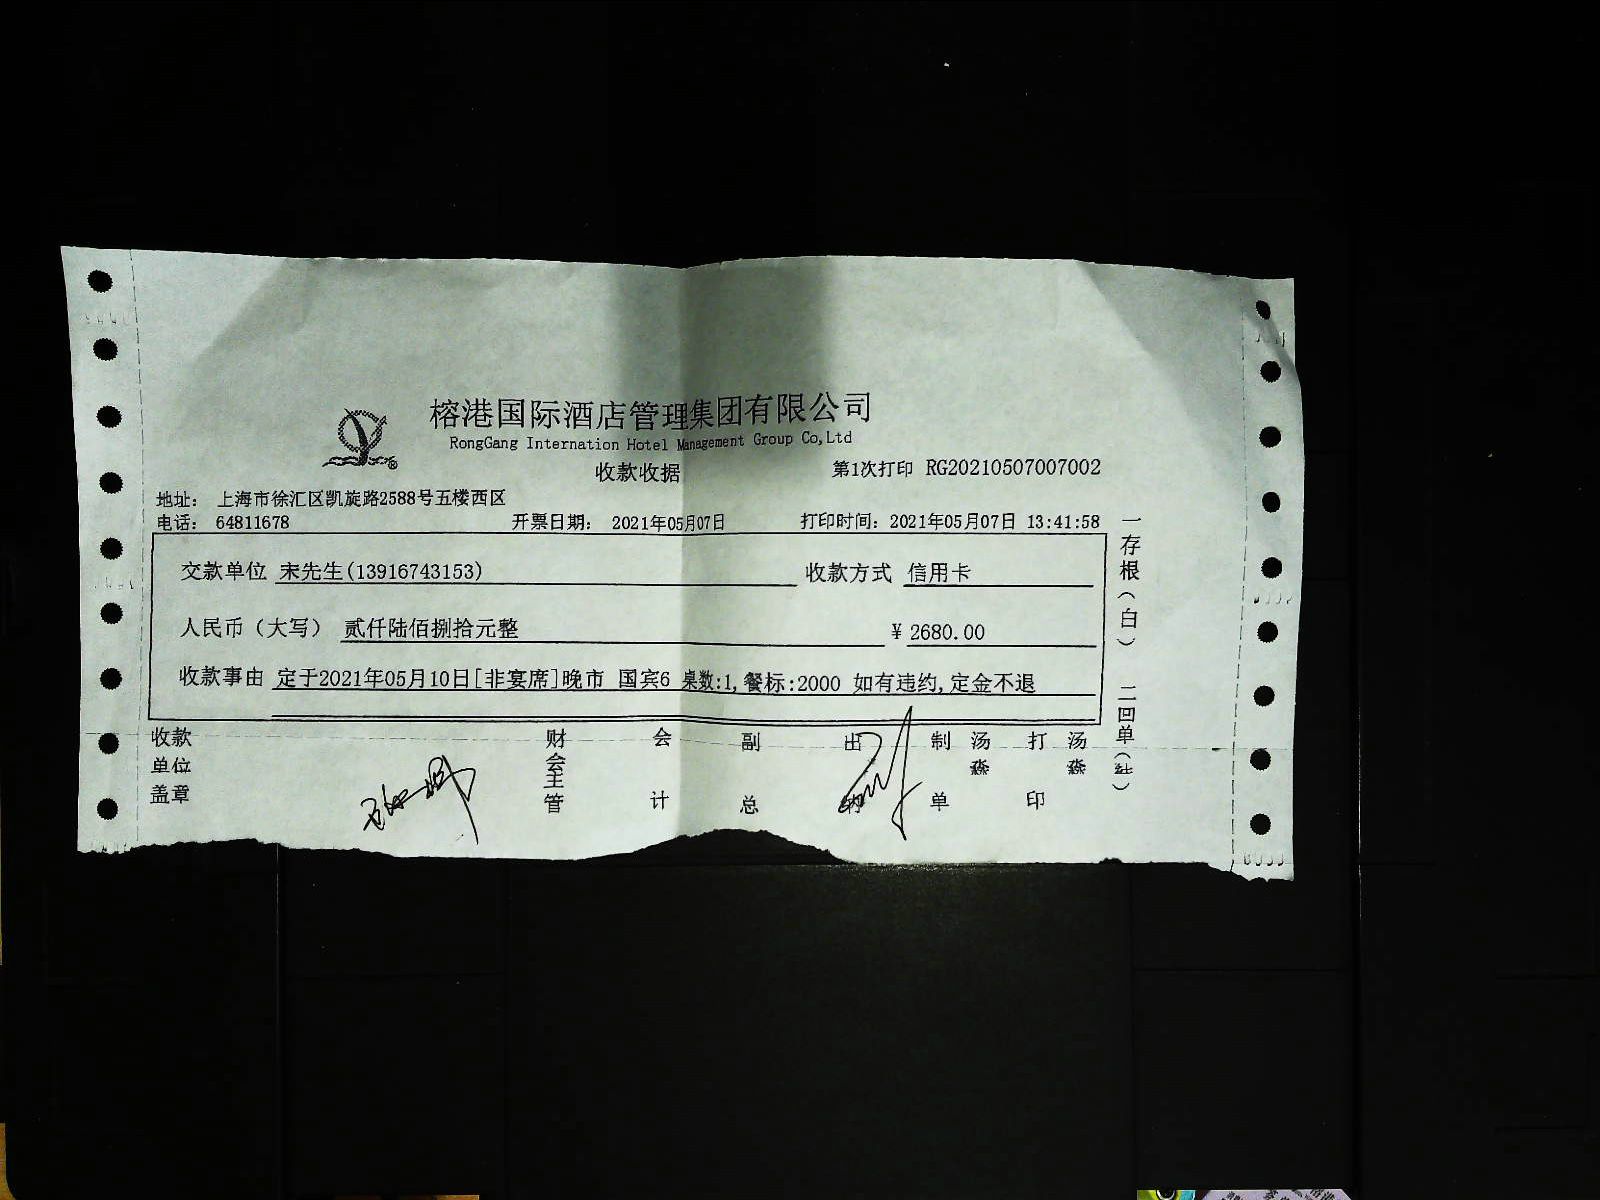 榕港国际酒店管理集团有限公司
RongGang Internation Hotel Management Group Co,Ltd
收款收据 第1次打印 RG20210507007002
地址: 上海市徐汇区凯旋路2588号五楼西区
电话: 64811678 开票日期: 2021年05月07日 打印时间: 2021年05月07日 13:41:58
交款单位 宋先生(13916743153) 收款方式 信用卡
人民币（大写） 贰仟陆佰捌拾元整 ¥ 2680.00
收款事由 定于2021年05月10日[非宴席]晚市 国宾6 桌数:1,餐标:2000 如有违约,定金不退
收款单位盖章 财会主管 会计 副总 出纳 制单 汤淼 打印 汤淼
一存根（白） 二回单（　）